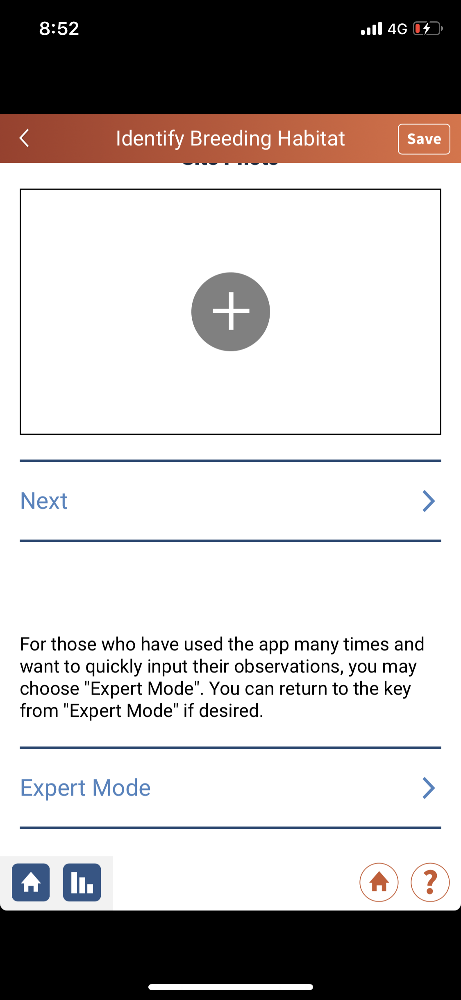 8:52
4G
Identify Breeding Habitat
Save
Next
For those who have used the app many times and
want to quickly input their observations, you may
choose "Expert Mode". You can return to the key
from "Expert Mode" if desired.
Expert Mode
?